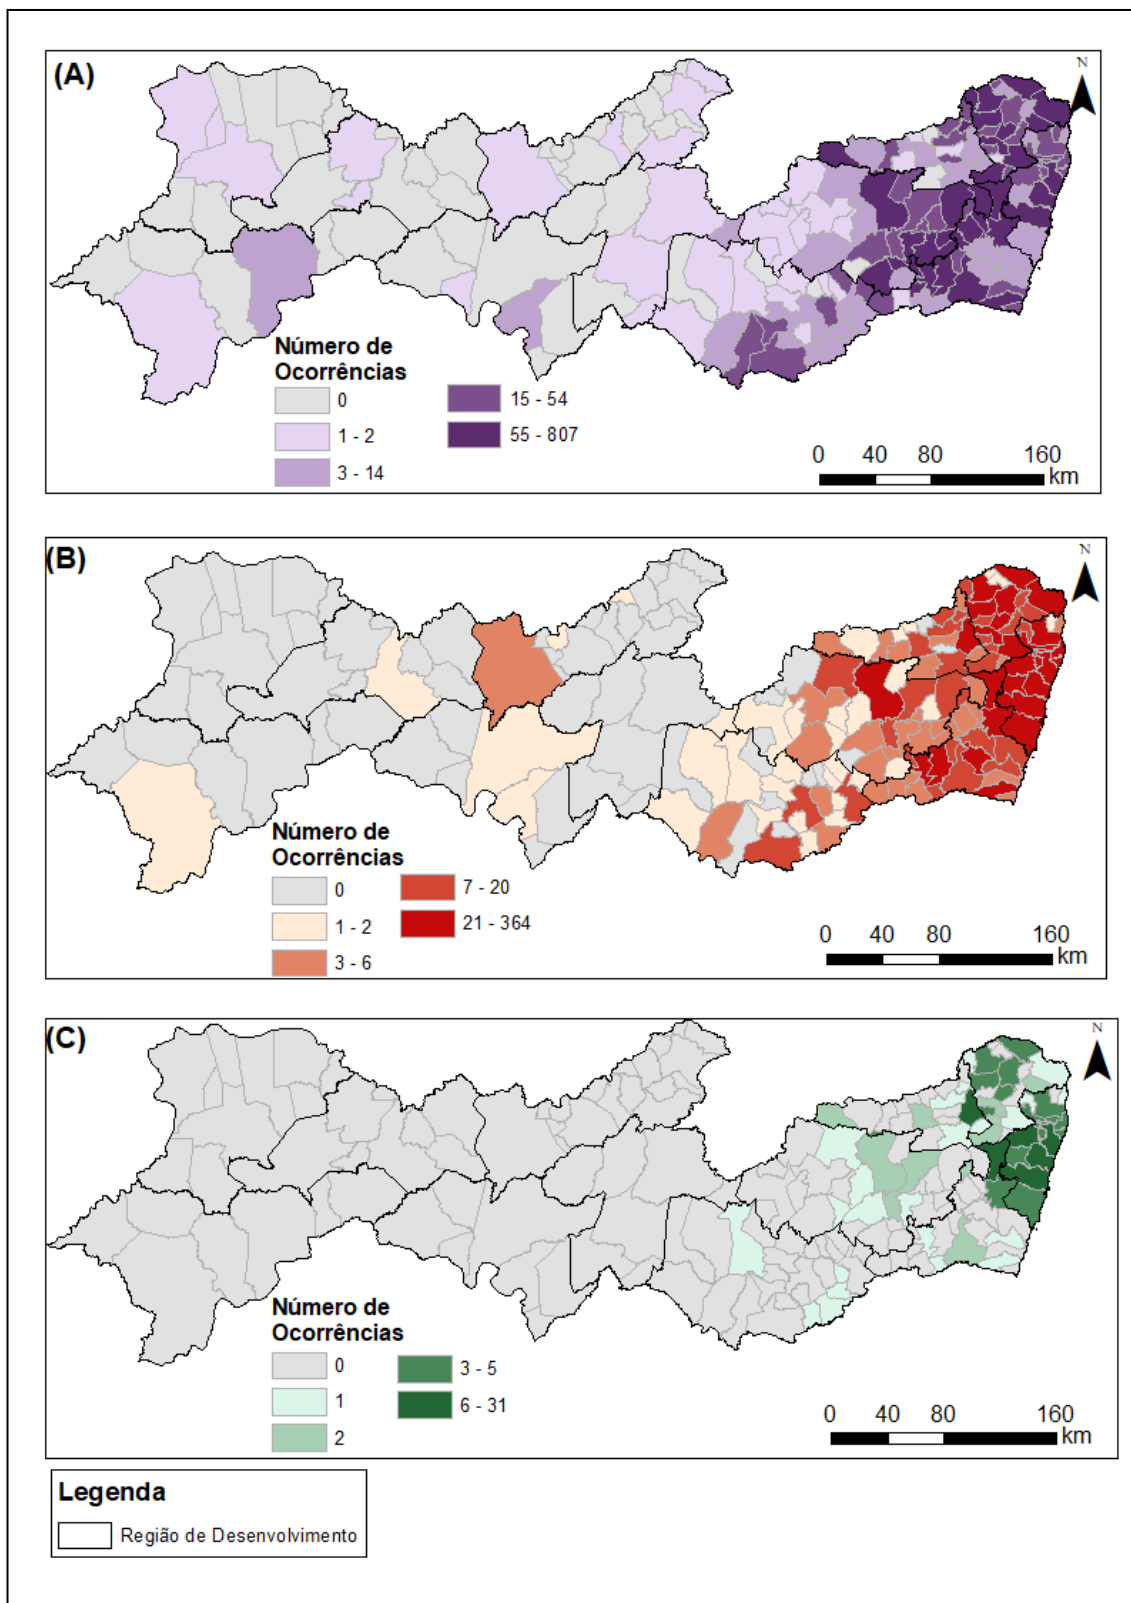 (A)
N
Número de
Ocorrências
0
1 - 2
3 - 14
15 - 54
55 - 807
0 40 80 160
km
(B)
N
Número de
Ocorrências
0
1 - 2
3 - 6
7 - 20
21 - 364
0 40 80 160
km
(C)
N
Número de
Ocorrências
0
1
2
3 - 5
6 - 31
0 40 80 160
km
Legenda
Região de Desenvolvimento